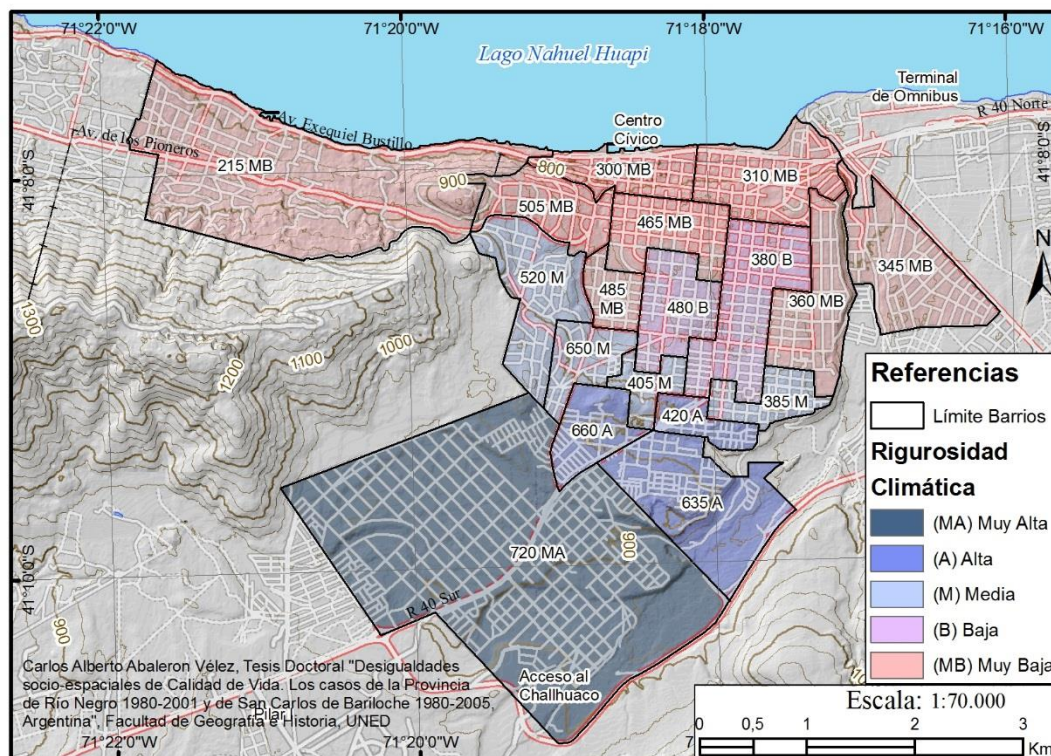 71°22'0"W
71°20'0"W
71°18'0"W
71°16'0"W
Lago Nahuel Huapi
Terminal
de Omnibus
R 40 Norte
Centro
Cívico
Av. Exequiel Bustillo
Av. de los Pioneros
41°8'0"S
41°8'0"S
215 MB
900
800
300 MB
310 MB
505 MB
465 MB
N
380 B
345 MB
520 M
485
MB
480 B
360 MB
1300
1200
1100
1000
650 M
405 M
385 M
420 A
660 A
635 A
720 MA
900
41°10'0"S
R 40 Sur
900
Acceso al
Challhuaco
Pilar I
Referencias
Límite Barrios
Rigurosidad
Climática
(MA) Muy Alta
(A) Alta
(M) Media
(B) Baja
(MB) Muy Baja
Carlos Alberto Abaleron Vélez, Tesis Doctoral "Desigualdades
socio-espaciales de Calidad de Vida. Los casos de la Provincia
de Río Negro 1980-2001 y de San Carlos de Bariloche 1980-2005,
Argentina", Facultad de Geografía e Historia, UNED
Escala: 1:70.000
0 0,5 1 2 3
Km
71°22'0"W
71°20'0"W